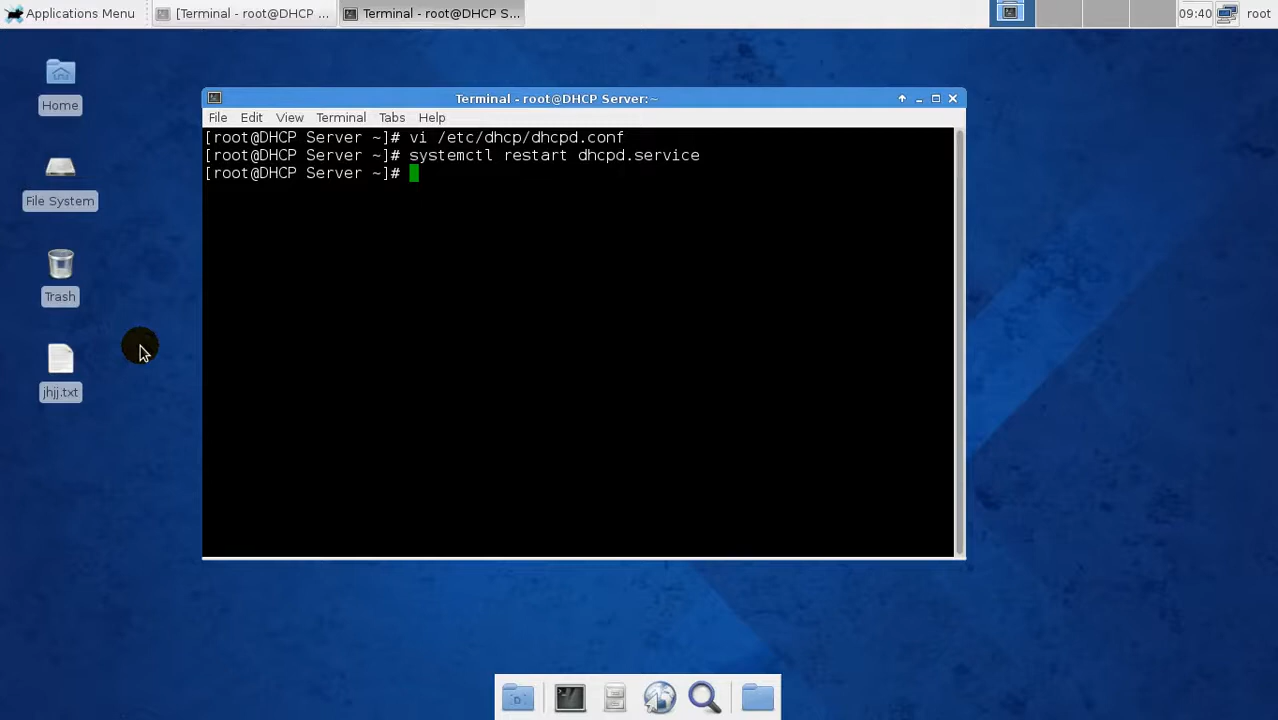 Applications Menu
[Terminal - root@DHCP ...
Terminal - root@DHCP S...
09:40
root
Home
File System
Trash
jhjj.txt
Terminal - root@DHCP Server:~
File Edit View Terminal Tabs Help
[root@DHCP Server ~]# vi /etc/dhcp/dhcpd.conf
[root@DHCP Server ~]# systemctl restart dhcpd.service
[root@DHCP Server ~]#